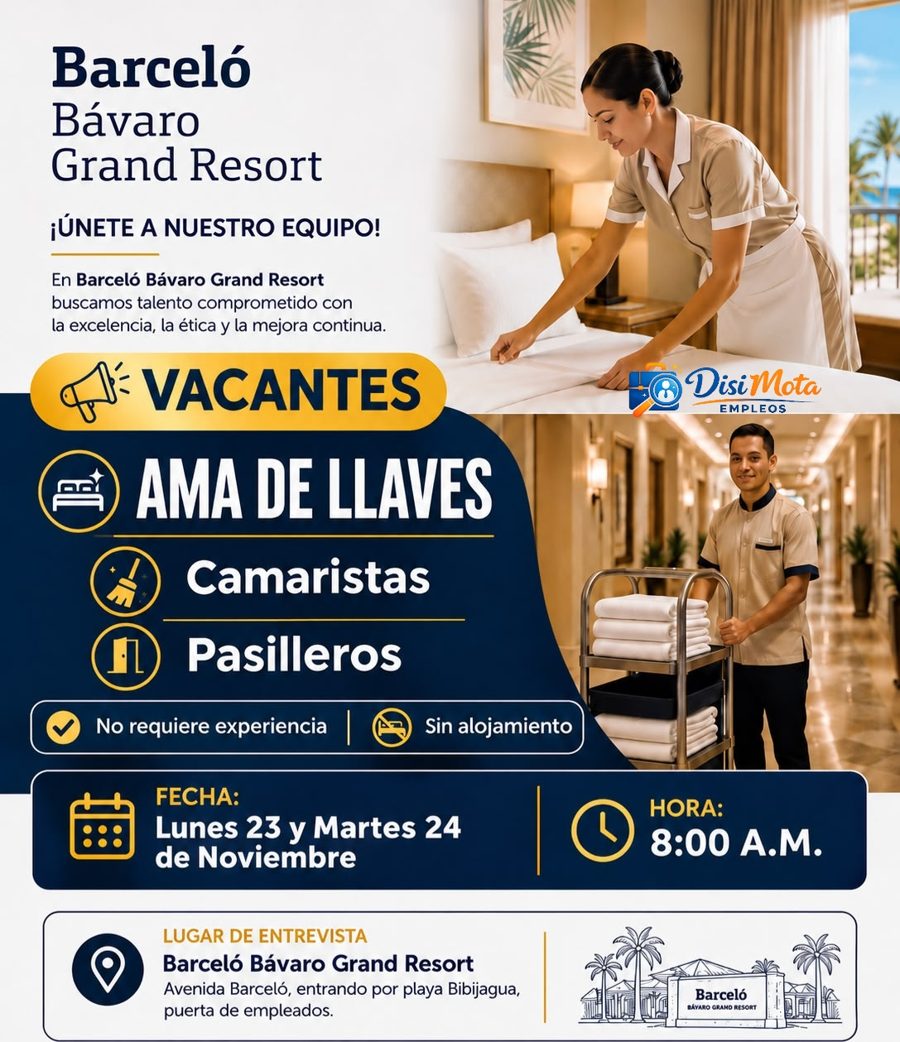 Barceló
Bávaro
Grand Resort
¡ÚNETE A NUESTRO EQUIPO!
En Barceló Bávaro Grand Resort
buscamos talento comprometido con
la excelencia, la ética y la mejora continua.
Disi Mota
EMPLEOS
VACANTES
AMA DE LLAVES
Camaristas
Pasilleros
No requiere experiencia
Sin alojamiento
FECHA:
Lunes 23 y Martes 24
de Noviembre
HORA:
8:00 A.M.
LUGAR DE ENTREVISTA
Barceló Bávaro Grand Resort
Avenida Barceló, entrando por playa Bibijagua,
puerta de empleados.
Barceló
BÁVARO GRAND RESORT